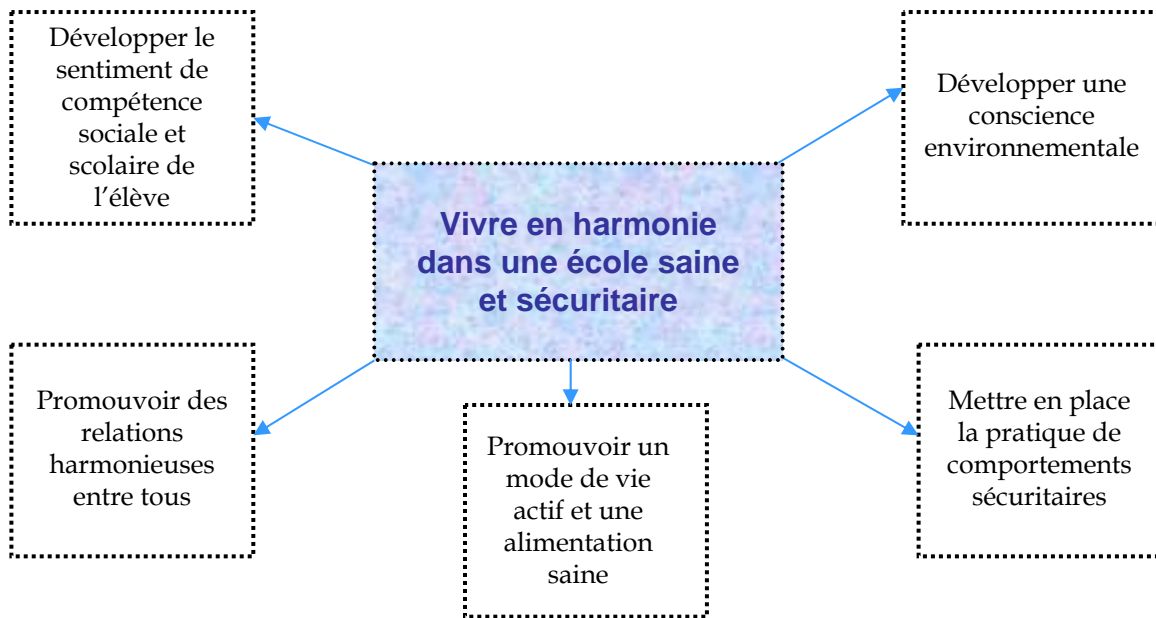 Développer le
sentiment de
compétence
sociale et
scolaire de
l’élève
Développer une
conscience
environnementale
Vivre en harmonie
dans une école saine
et sécuritaire
Promouvoir des
relations
harmonieuses
entre tous
Promouvoir un
mode de vie
actif et une
alimentation
saine
Mettre en place
la pratique de
comportements
sécuritaires